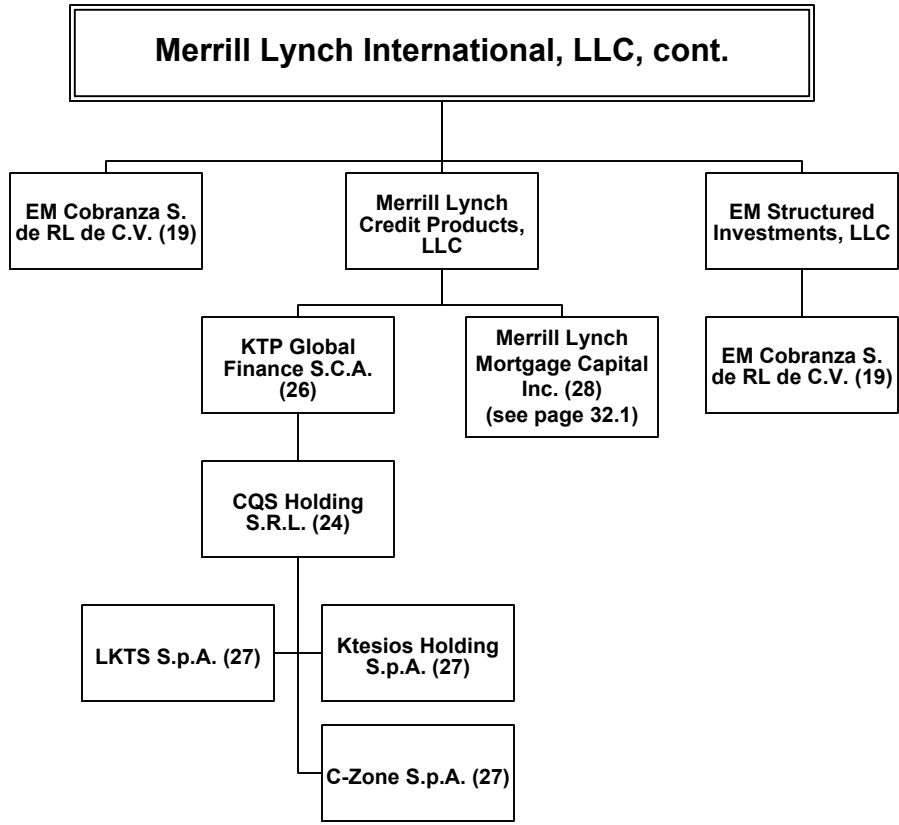 Merrill Lynch International, LLC, cont.
EM Cobranza S.
de RL de C.V. (19)
Merrill Lynch
Credit Products,
LLC
EM Structured
Investments, LLC
KTP Global
Finance S.C.A.
(26)
Merrill Lynch
Mortgage Capital
Inc. (28)
(see page 32.1)
EM Cobranza S.
de RL de C.V. (19)
CQS Holding
S.R.L. (24)
LKTS S.p.A. (27)
Ktesios Holding
S.p.A. (27)
C-Zone S.p.A. (27)